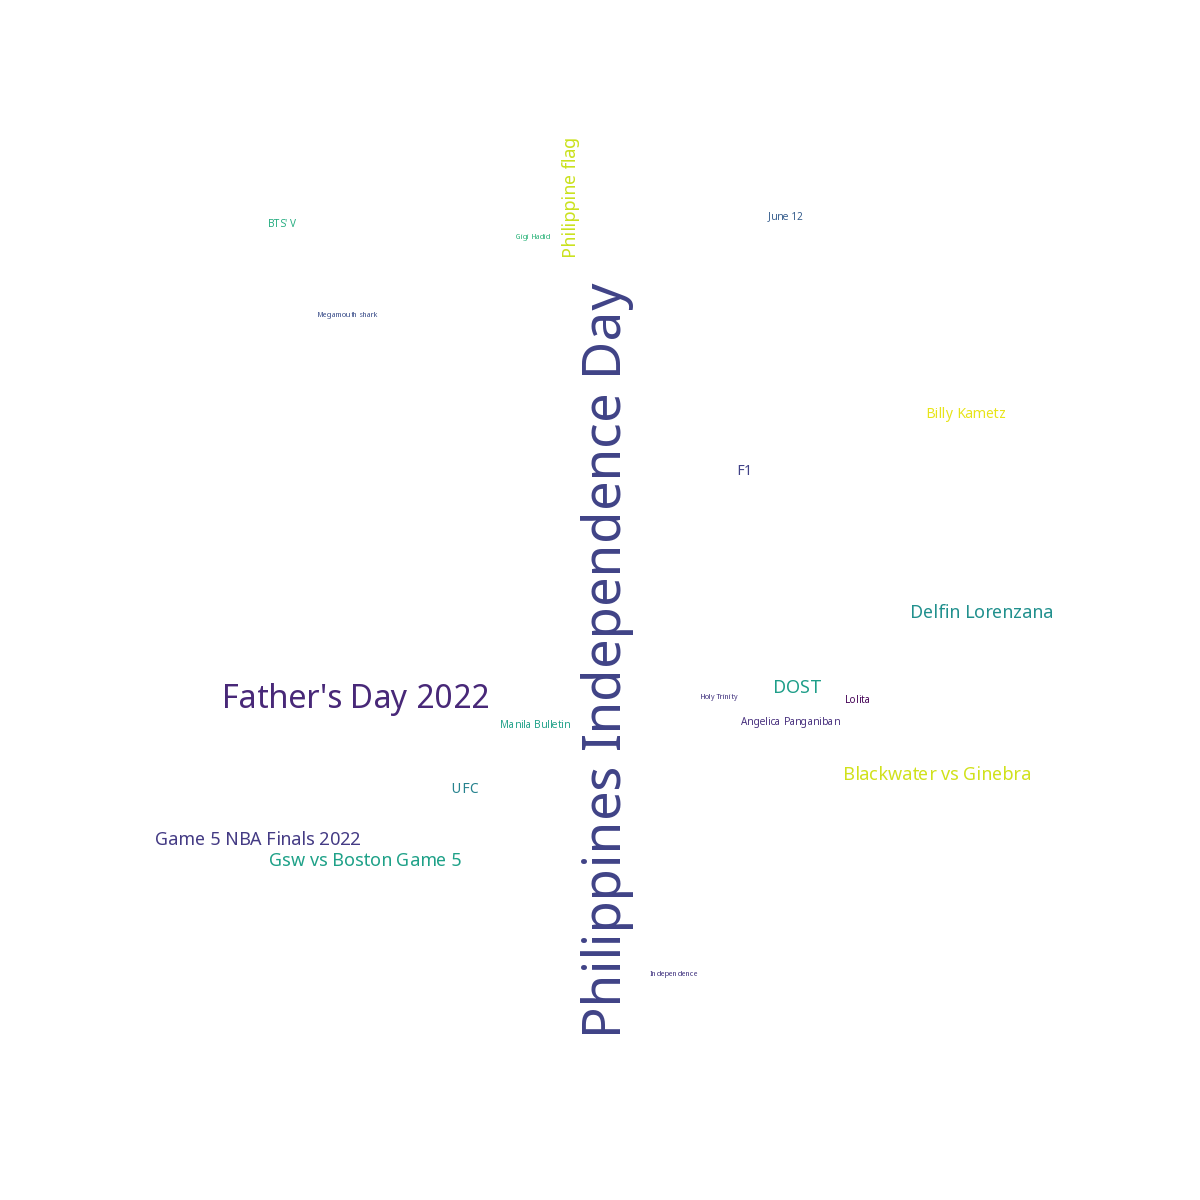 Philippine flag
June 12
BTS' V
Gigi Hadid
Megamouth shark
Philippines Independence Day
Billy Kametz
F1
Delfin Lorenzana
DOST
Father's Day 2022
Holy Trinity
Lolita
Angelica Panganiban
Manila Bulletin
Blackwater vs Ginebra
UFC
Game 5 NBA Finals 2022
Gsw vs Boston Game 5
Independence